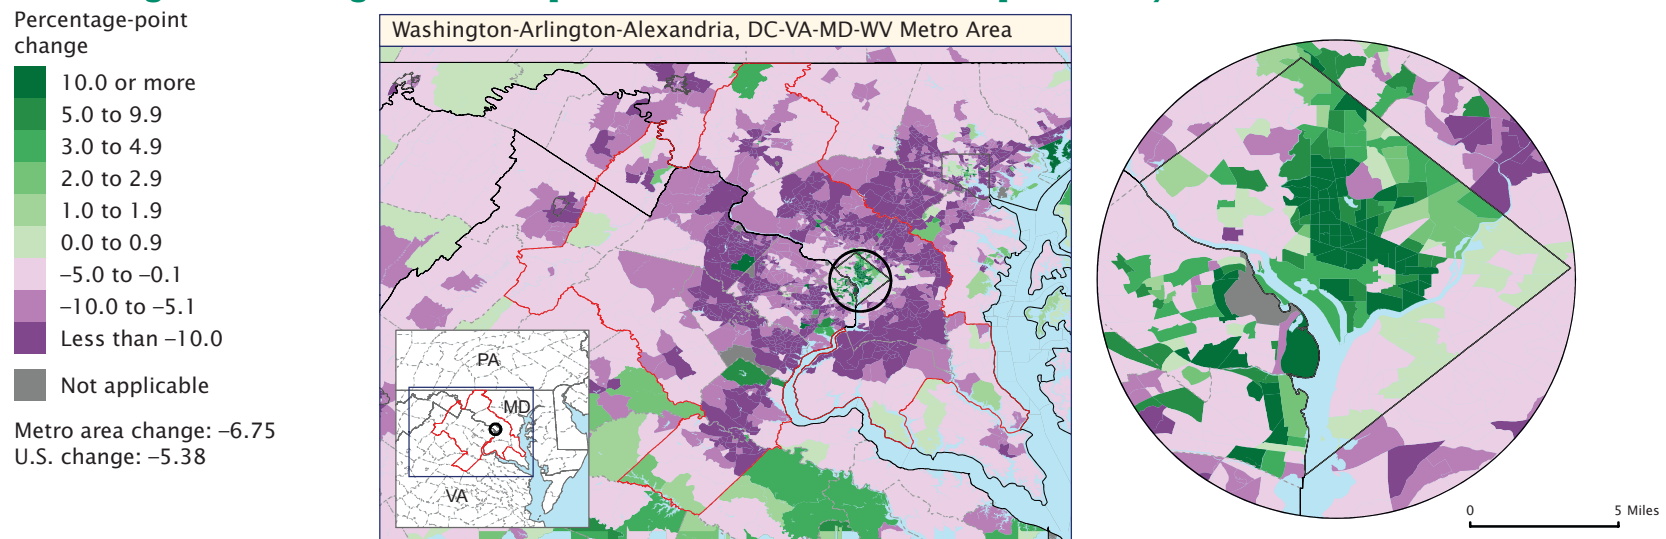 Percentage-point
change
10.0 or more
5.0 to 9.9
3.0 to 4.9
2.0 to 2.9
1.0 to 1.9
0.0 to 0.9
–5.0 to –0.1
–10.0 to –5.1
Less than –10.0
Not applicable
Metro area change: –6.75
U.S. change: –5.38
Washington-Arlington-Alexandria, DC-VA-MD-WV Metro Area
PA
MD
VA
0 5 Miles